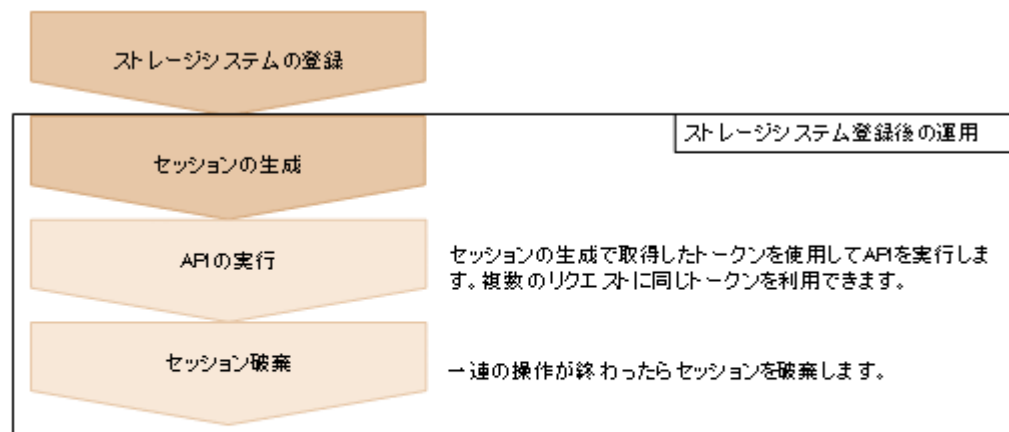 ストレージシステムの登録
ストレージシステム登録後の運用
セッションの生成
APIの実行
セッションの生成で取得したトークンを使用してAPIを実行しま
す。複数のリクエストに同じトークンを利用できます。
セッション破棄
一連の操作が終わったらセッションを破棄します。